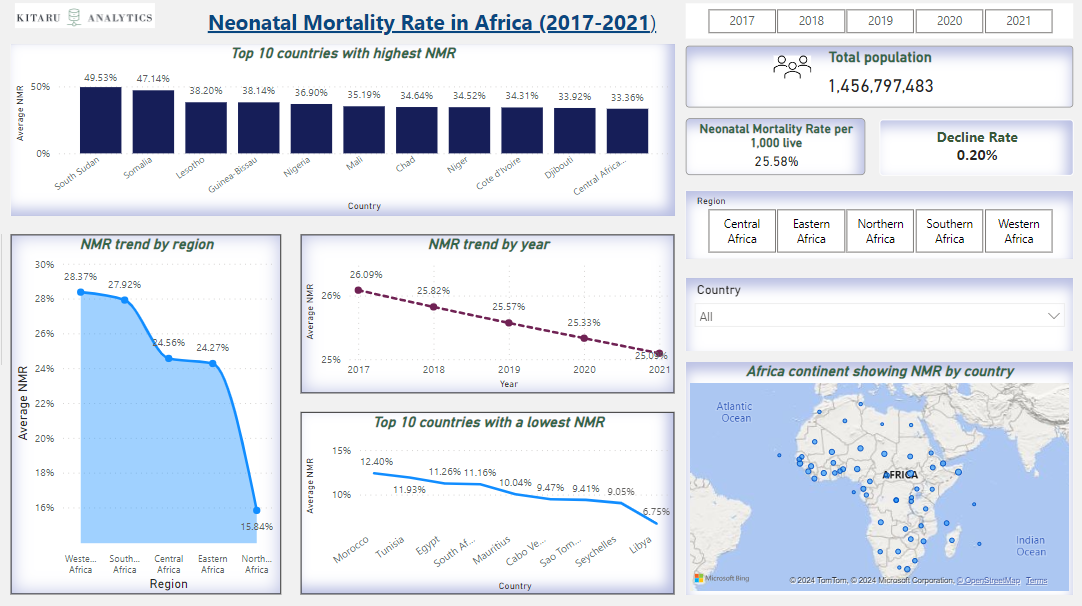 KITARU ANALYTICS
Neonatal Mortality Rate in Africa (2017-2021)
2017 2018 2019 2020 2021
Top 10 countries with highest NMR
Average NMR
50%
0%
49.53% 47.14% 38.20% 38.14% 36.90% 35.19% 34.64% 34.52% 34.31% 33.92% 33.36%
South Sudan Somalia Lesotho Guinea-Bissau Nigeria Mali Chad Niger Cote d'Ivoire Djibouti Central Africa...
Country
Total population
1,456,797,483
Neonatal Mortality Rate per
1,000 live
25.58%
Decline Rate
0.20%
Region
Central
Africa
Eastern
Africa
Northern
Africa
Southern
Africa
Western
Africa
Country
All
NMR trend by region
Average NMR
30%
28%
26%
24%
22%
20%
18%
16%
28.37% 27.92% 24.56% 24.27% 15.84%
Weste...
Africa
South...
Africa
Central
Africa
Eastern
Africa
North...
Africa
Region
NMR trend by year
Average NMR
26%
25%
26.09% 25.82% 25.57% 25.33% 25.09%
2017 2018 2019 2020 2021
Year
Top 10 countries with a lowest NMR
Average NMR
15%
10%
12.40% 11.93% 11.26% 11.16% 10.04% 9.47% 9.41% 9.05% 6.75%
Morocco Tunisia Egypt South Af... Mauritius Cabo Ve... Sao Tom... Seychelles Libya
Country
Africa continent showing NMR by country
Atlantic
Ocean
AFRICA
Indian
Ocean
Microsoft Bing
© 2024 TomTom, © 2024 Microsoft Corporation, © OpenStreetMap Terms